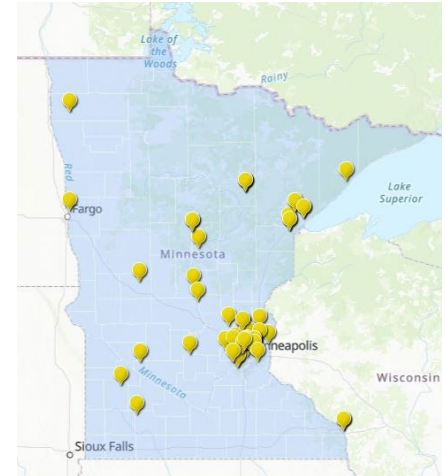 Lake of
the
Woods
Rainy
Red
Fargo
Lake
Superior
Minnesota
nneapolis
Wisconsin
Minnesota
Sioux Falls